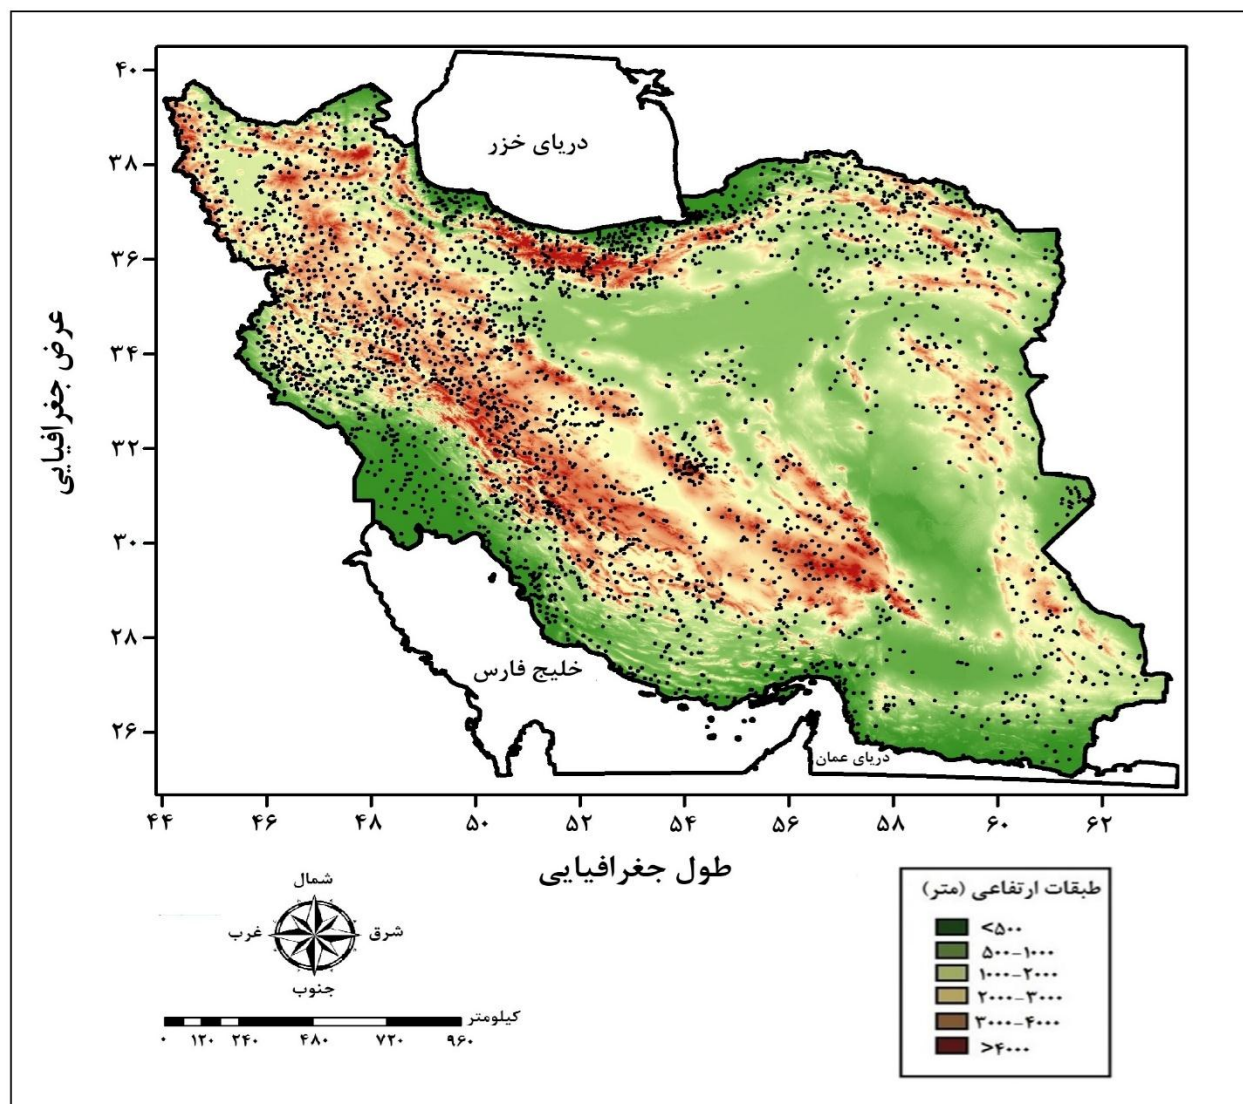 ۴۰
۳۸
۳۶
۳۴
۳۲
۳۰
۲۸
۲۶
عرض جغرافیایی
دریای خزر
خلیج فارس
دریای عمان
۴۴ ۴۶ ۴۸ ۵۰ ۵۲ ۵۴ ۵۶ ۵۸ ۶۰ ۶۲
طول جغرافیایی
شمال
غرب شرق
جنوب
کیلومتر
۰ ۱۲۰ ۲۴۰ ۴۸۰ ۷۲۰ ۹۶۰
طبقات ارتفاعی (متر)
<۵۰۰
۵۰۰-۱۰۰۰
۱۰۰۰-۲۰۰۰
۲۰۰۰-۳۰۰۰
۳۰۰۰-۴۰۰۰
>۴۰۰۰